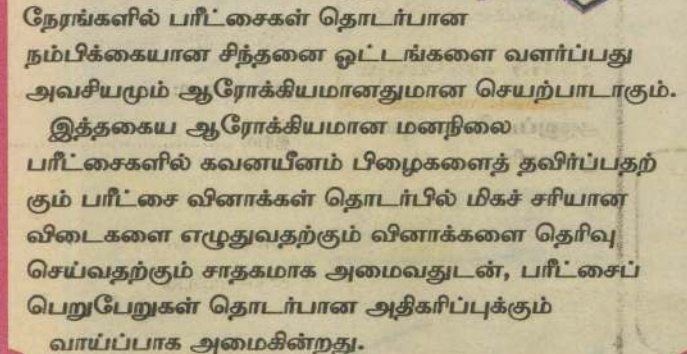 நேரங்களில் பரீட்சைகள் தொடர்பான
நம்பிக்கையான சிந்தனை ஓட்டங்களை வளர்ப்பது
அவசியமும் ஆரோக்கியமானதுமான செயற்பாடாகும்.
இத்தகைய ஆரோக்கியமான மனநிலை
பரீட்சைகளில் கவனயீனம் பிழைகளைத் தவிர்ப்பதற்
கும் பரீட்சை வினாக்கள் தொடர்பில் மிகச் சரியான
விடைகளை எழுதுவதற்கும் வினாக்களை தெரிவு
செய்வதற்கும் சாதகமாக அமைவதுடன், பரீட்சைப்
பெறுபேறுகள் தொடர்பான அதிகரிப்புக்கும்
வாய்ப்பாக அமைகின்றது.